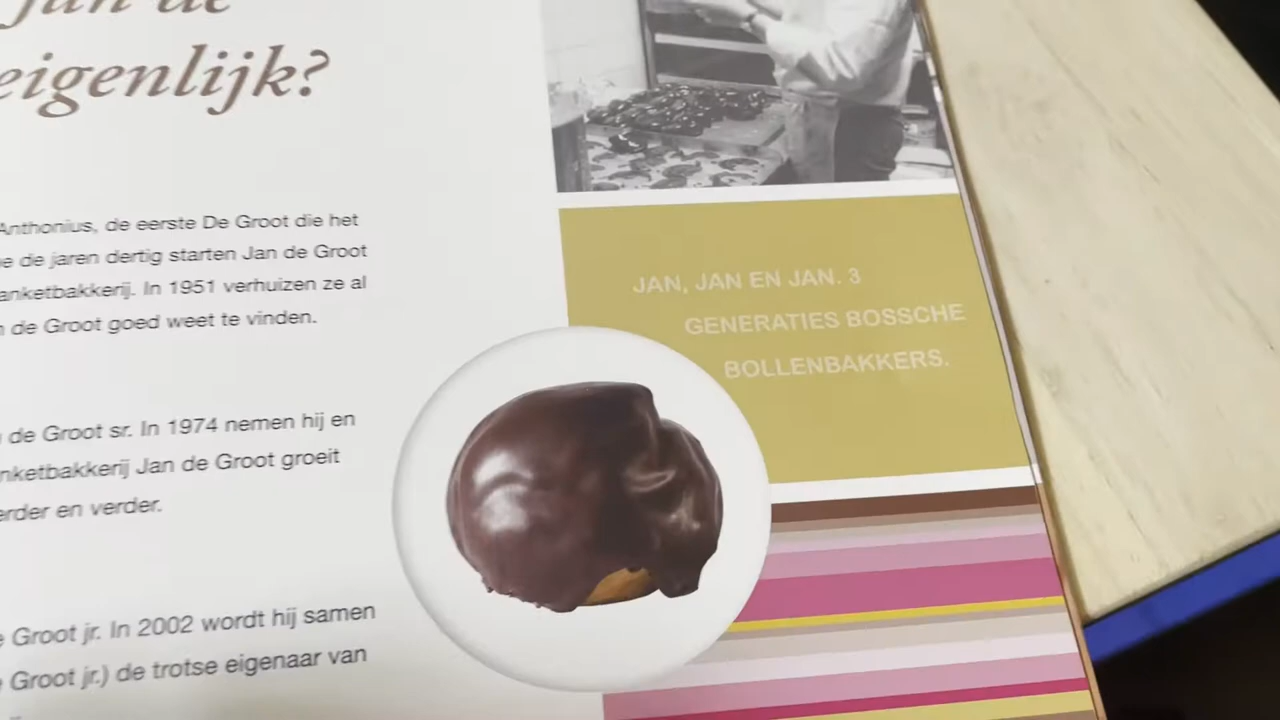 Jan de
eigenlijk?
Anthonius, de eerste De Groot die het
de jaren dertig starten Jan de Groot
anketbakkerij. In 1951 verhuizen ze al
de Groot goed weet te vinden.
de Groot sr. In 1974 nemen hij en
nketbakkerij Jan de Groot groeit
erder en verder.
Groot jr. In 2002 wordt hij samen
Groot jr.) de trotse eigenaar van
JAN, JAN EN JAN. 3
GENERATIES BOSSCHE
BOLLENBAKKERS.